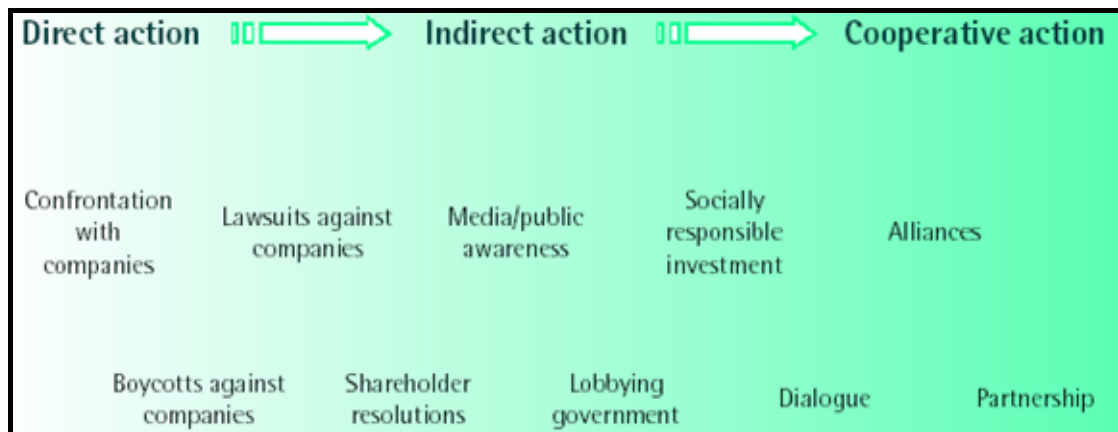 Direct action
Indirect action
Cooperative action
Confrontation
with
companies
Lawsuits against
companies
Media/public
awareness
Socially
responsible
investment
Alliances
Boycotts against
companies
Shareholder
resolutions
Lobbying
government
Dialogue
Partnership